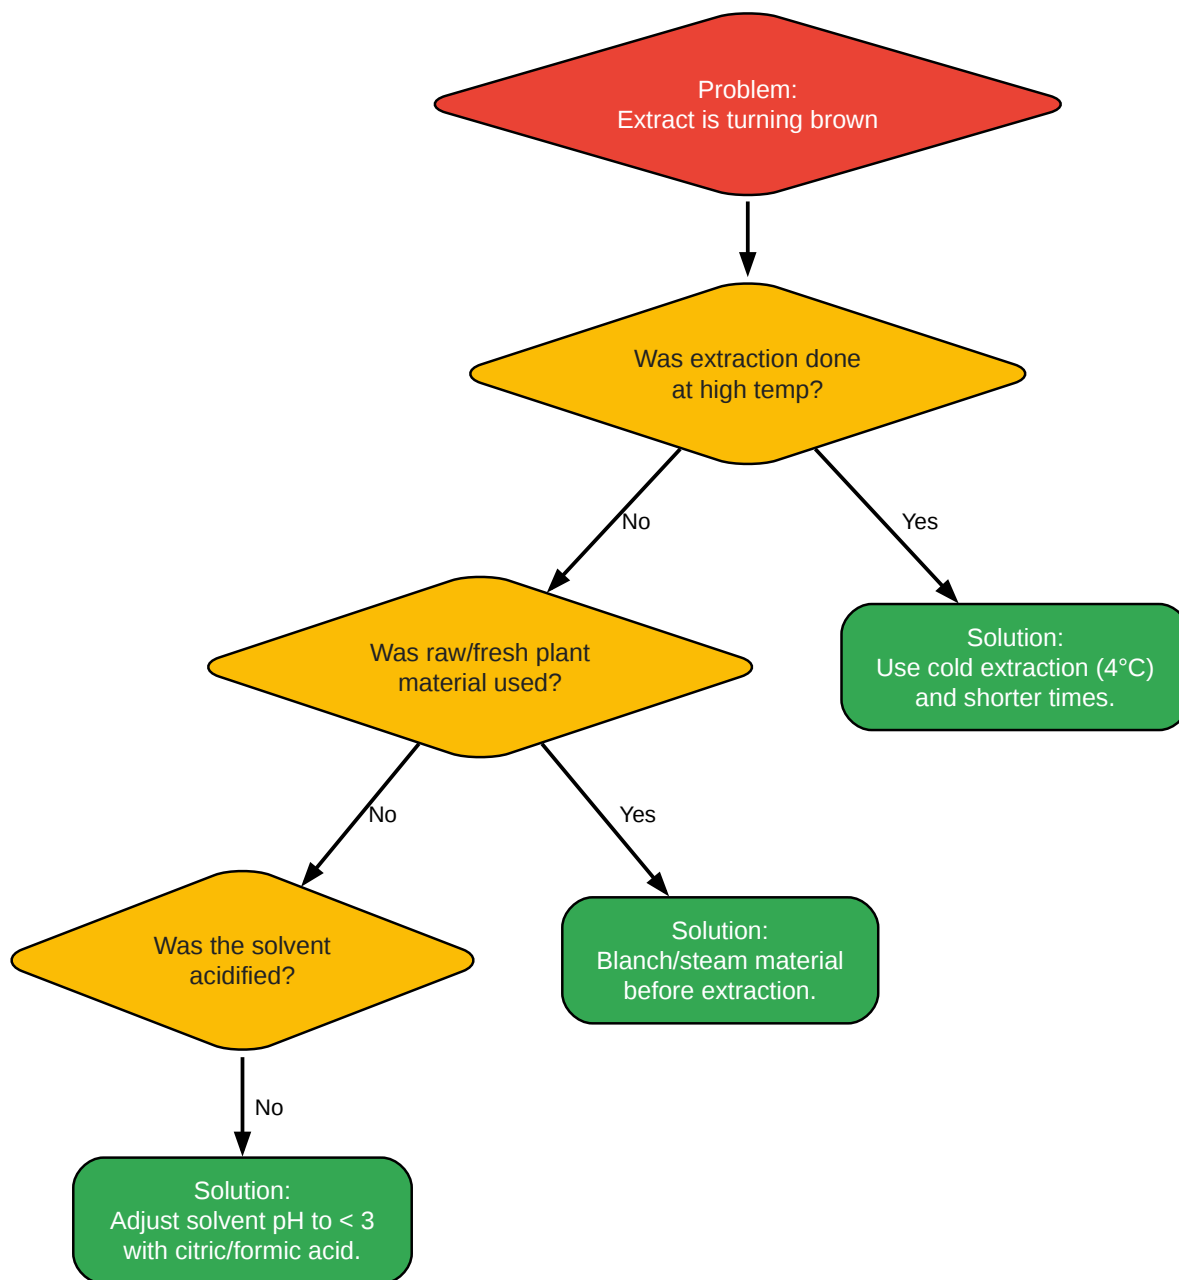 Problem:
Extract is turning brown
Was extraction done
at high temp?
No
Yes
Was raw/fresh plant
material used?
Solution:
Use cold extraction (4°C)
and shorter times.
No
Yes
Was the solvent
acidified?
Solution:
Blanch/steam material
before extraction.
No
Solution:
Adjust solvent pH to < 3
with citric/formic acid.